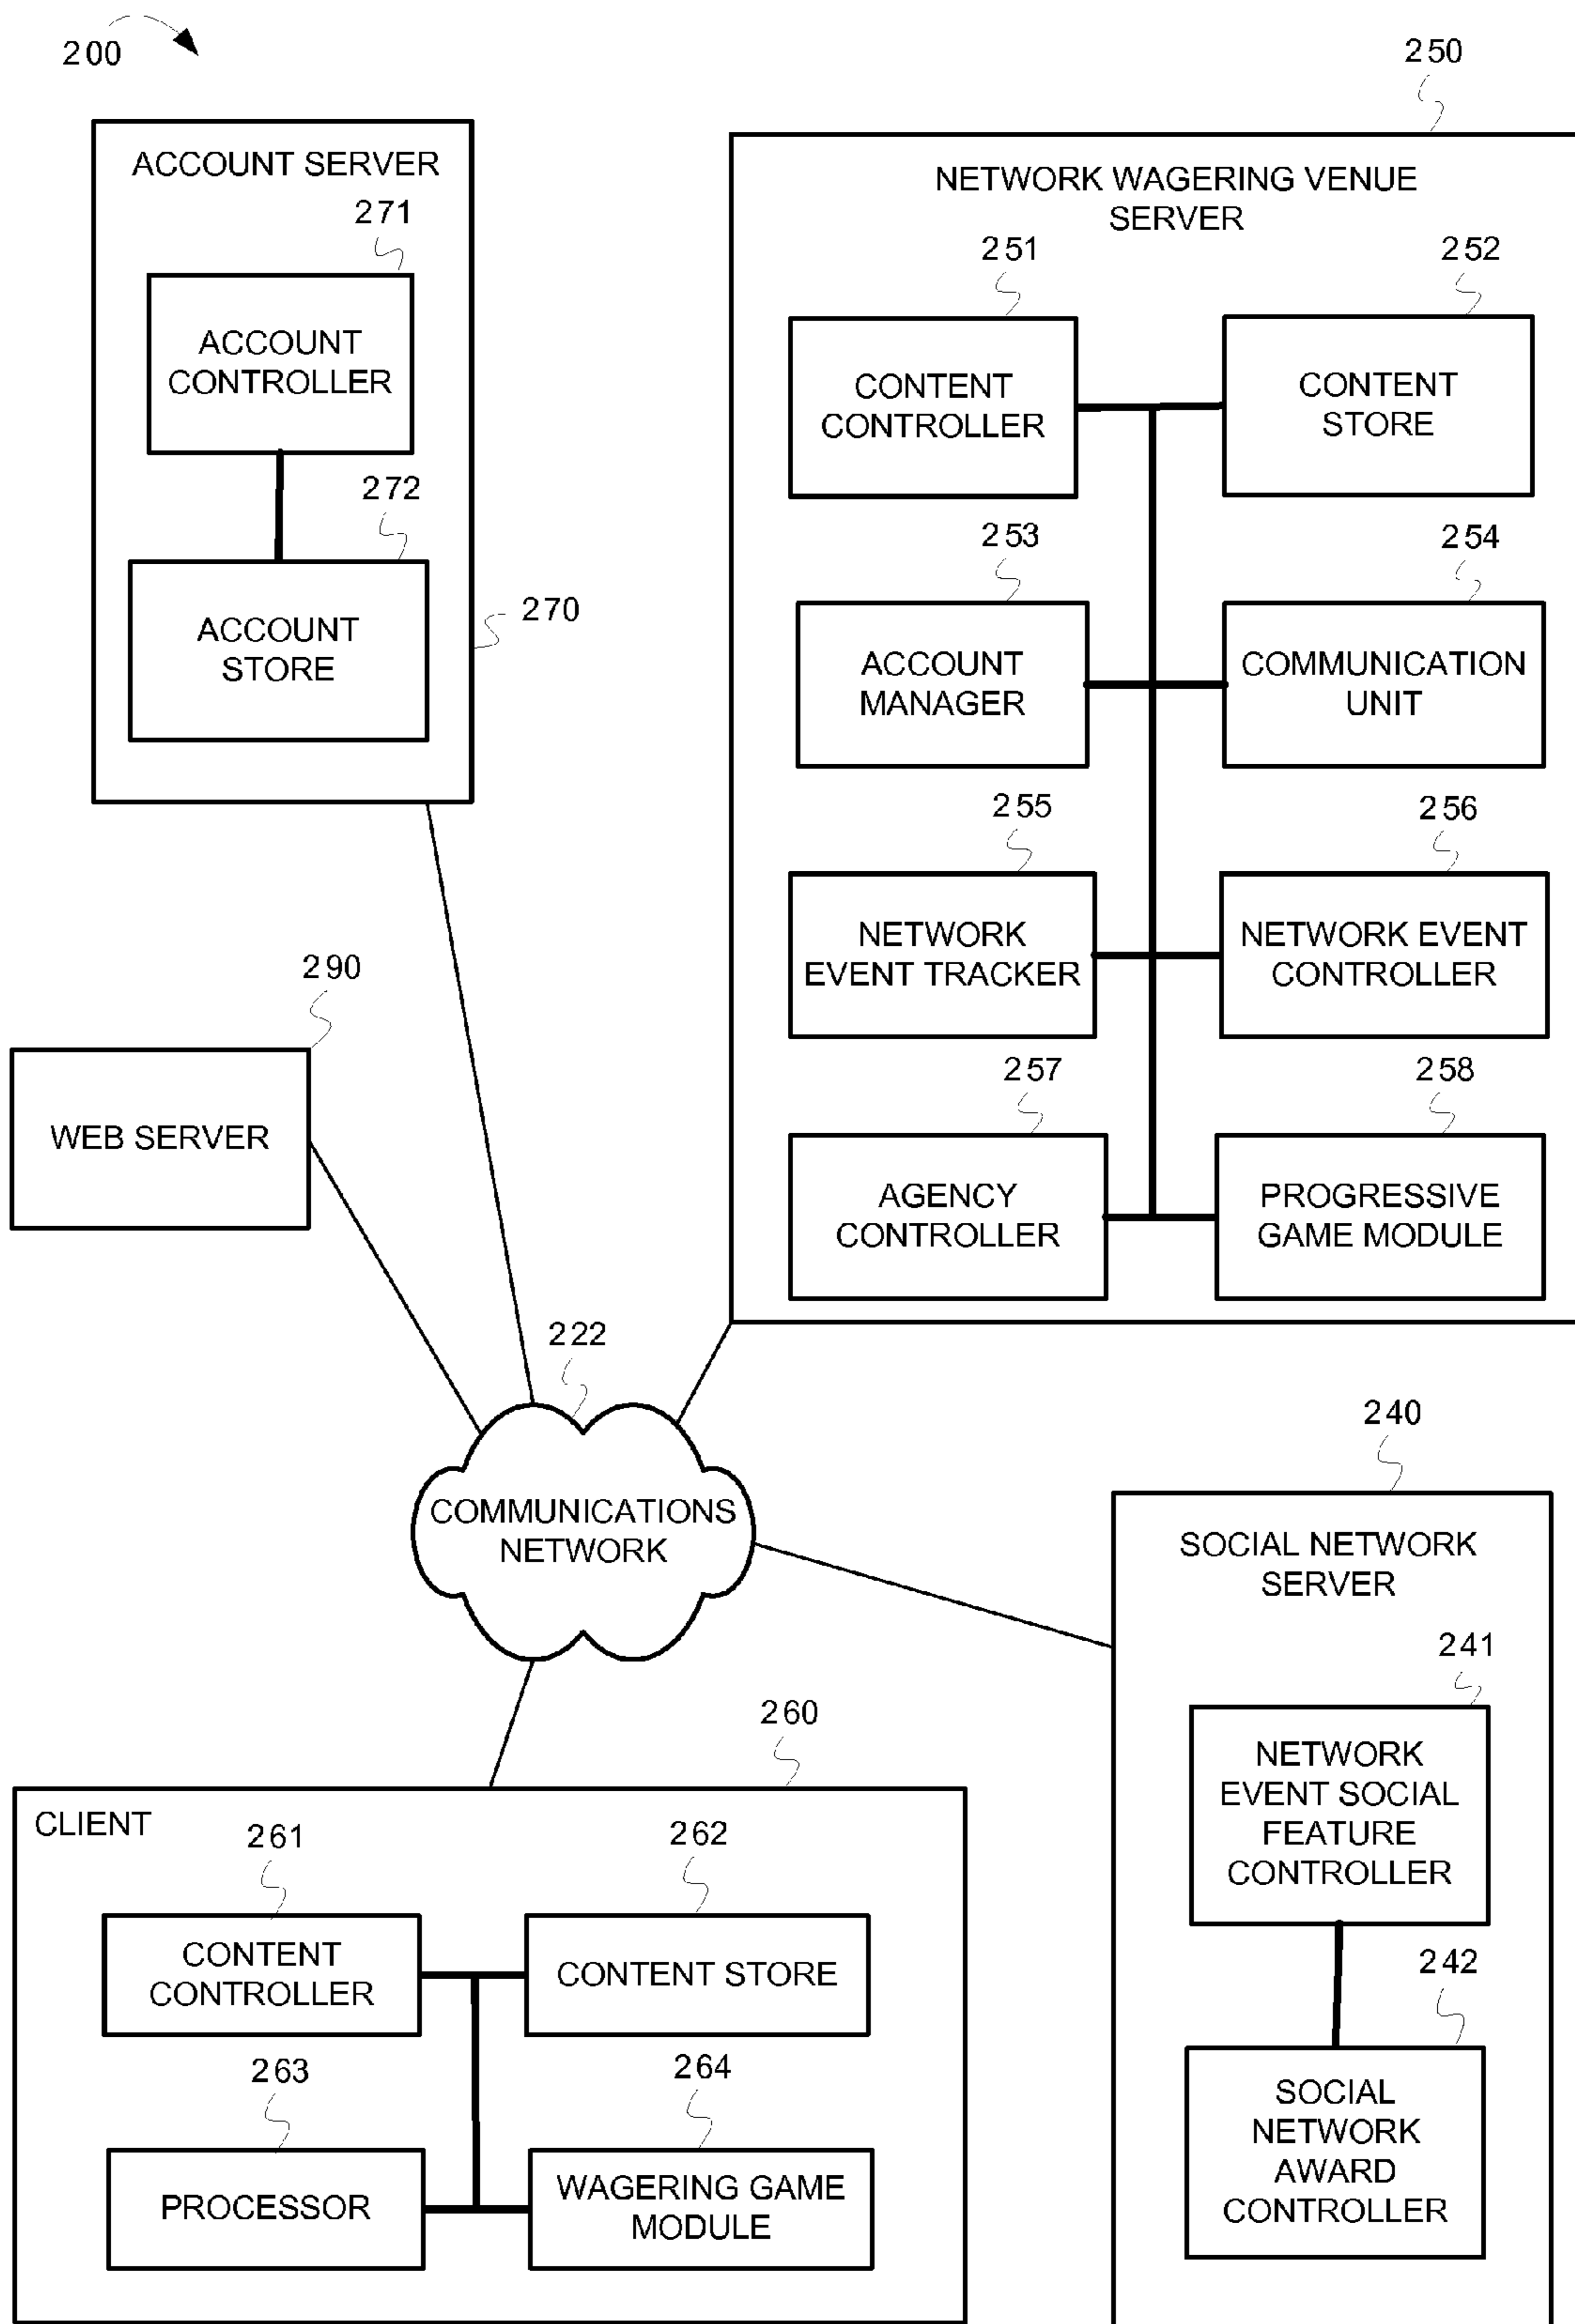 200
250
ACCOUNT SERVER
271
ACCOUNT
CONTROLLER
272
ACCOUNT
STORE
270
NETWORK WAGERING VENUE
SERVER
251
CONTENT
CONTROLLER
252
CONTENT
STORE
253
ACCOUNT
MANAGER
254
COMMUNICATION
UNIT
255
NETWORK
EVENT TRACKER
256
NETWORK EVENT
CONTROLLER
257
AGENCY
CONTROLLER
258
PROGRESSIVE
GAME MODULE
290
WEB SERVER
222
COMMUNICATIONS
NETWORK
240
SOCIAL NETWORK
SERVER
241
NETWORK
EVENT SOCIAL
FEATURE
CONTROLLER
242
SOCIAL
NETWORK
AWARD
CONTROLLER
260
CLIENT
261
CONTENT
CONTROLLER
262
CONTENT STORE
263
PROCESSOR
264
WAGERING GAME
MODULE